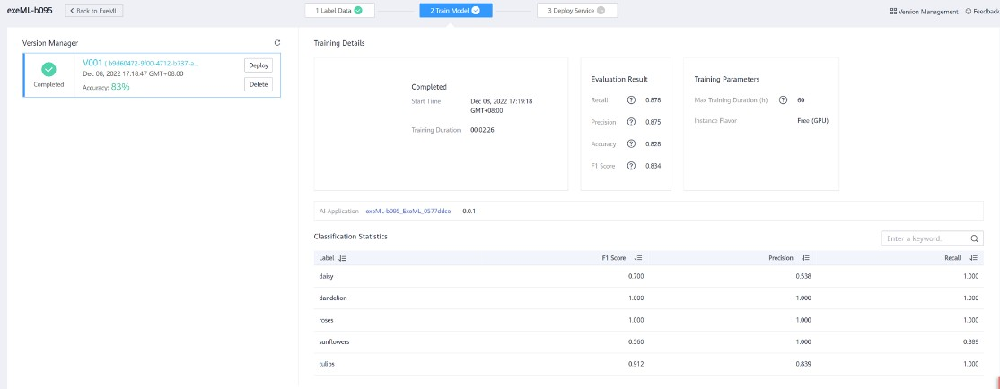 exeML-b095
Back to ExeML
1 Label Data
2 Train Model
3 Deploy Service
Version Management
Feedback
Version Manager
Completed
V001 ( b9d60472-9f00-4712-b737-a...
Dec 08, 2022 17:18:47 GMT+08:00
Accuracy: 83%
Deploy
Delete
Training Details
Completed
Start Time Dec 08, 2022 17:19:18
GMT+08:00
Training Duration 00:02:26
Evaluation Result
Recall 0.878
Precision 0.875
Accuracy 0.828
F1 Score 0.834
Training Parameters
Max Training Duration (h) 60
Instance Flavor Free (GPU)
AI Application exeML-b095_ExeML_0577ddce 0.0.1
Classification Statistics
Enter a keyword.
Label F1 Score Precision Recall
daisy 0.700 0.538 1.000
dandelion 1.000 1.000 1.000
roses 1.000 1.000 1.000
sunflowers 0.560 1.000 0.389
tulips 0.912 0.839 1.000